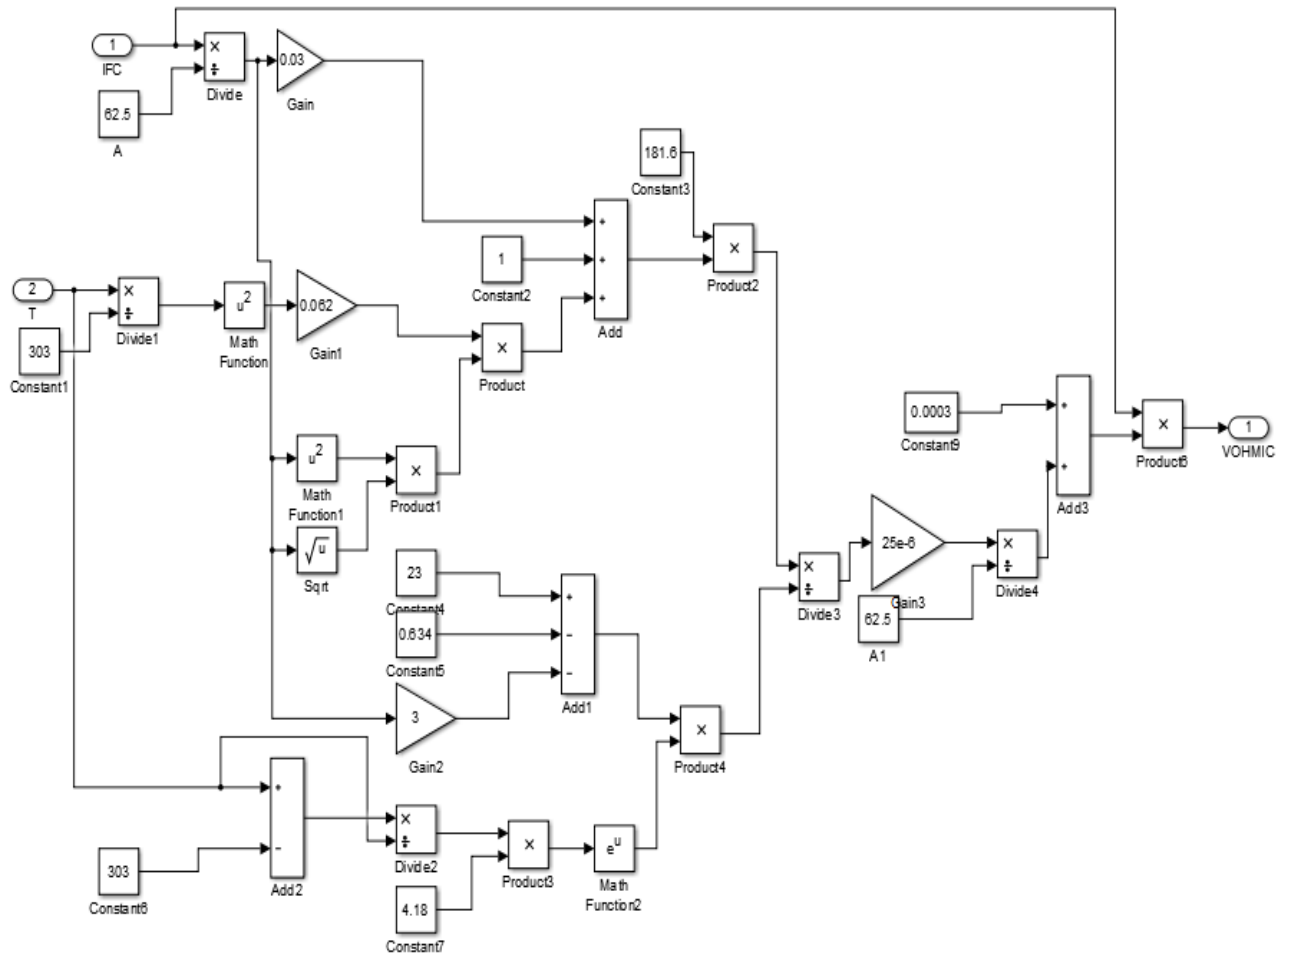 1
IFC
×
÷
Divide
0.03
Gain
62.5
A
181.6
Constant3
×
Product2
+
+
+
Add
1
Constant2
2
T
×
÷
Divide1
303
Constant1
u2
Math
Function
0.062
Gain1
×
Product
u2
Math
Function1
×
Product1
√u
Sqrt
23
Constant4
0.634
Constant5
+
−
−
Add1
3
Gain2
×
Product4
+
−
Add2
303
Constant6
×
÷
Divide2
×
Product3
4.18
Constant7
eu
Math
Function2
×
÷
Divide3
25e-6
Gain3
62.5
A1
×
÷
Divide4
0.0003
Constant9
+
+
Add3
×
Product6
1
VOHMIC